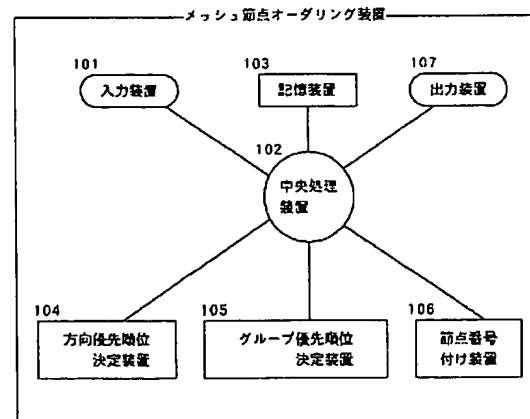 メッシュ節点オーダリング装置
101
入力装置
103
記憶装置
107
出力装置
102
中央処理
装置
104
方向優先順位
決定装置
105
グループ優先順位
決定装置
106
節点番号
付け装置